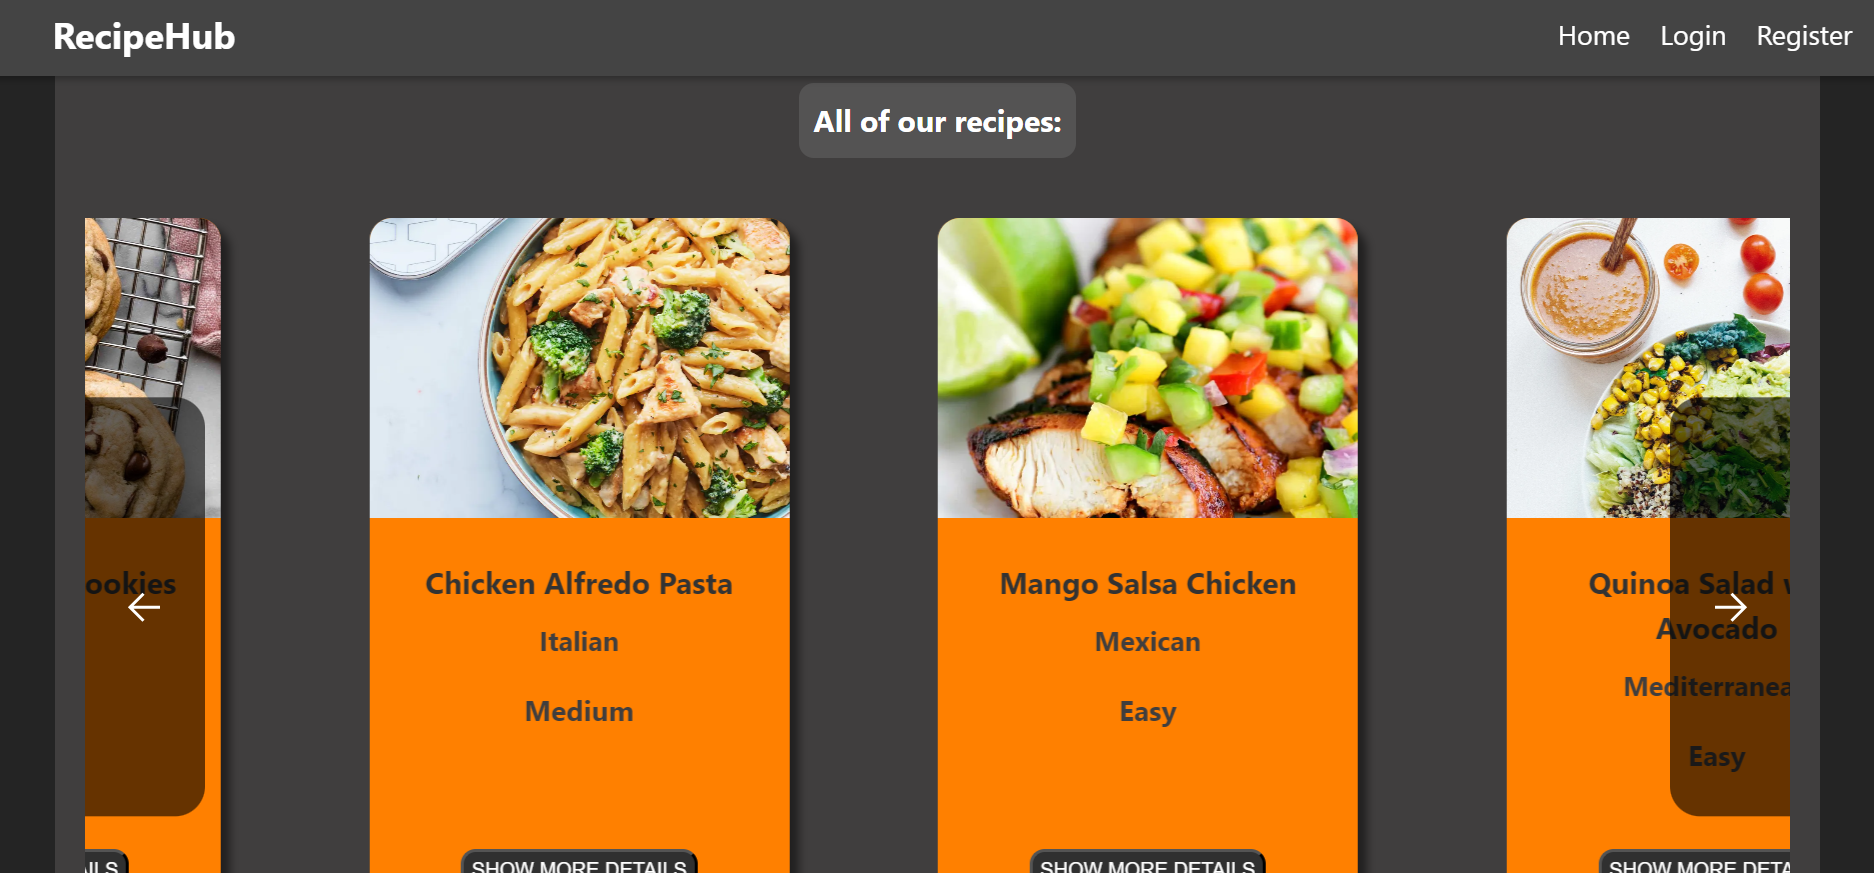 RecipeHub
Home Login Register
All of our recipes:
ookies
ILS
Chicken Alfredo Pasta
Italian
Medium
SHOW MORE DETAILS
Mango Salsa Chicken
Mexican
Easy
SHOW MORE DETAILS
Quinoa Salad w
Avocado
Mediterranea
Easy
SHOW MORE DETA